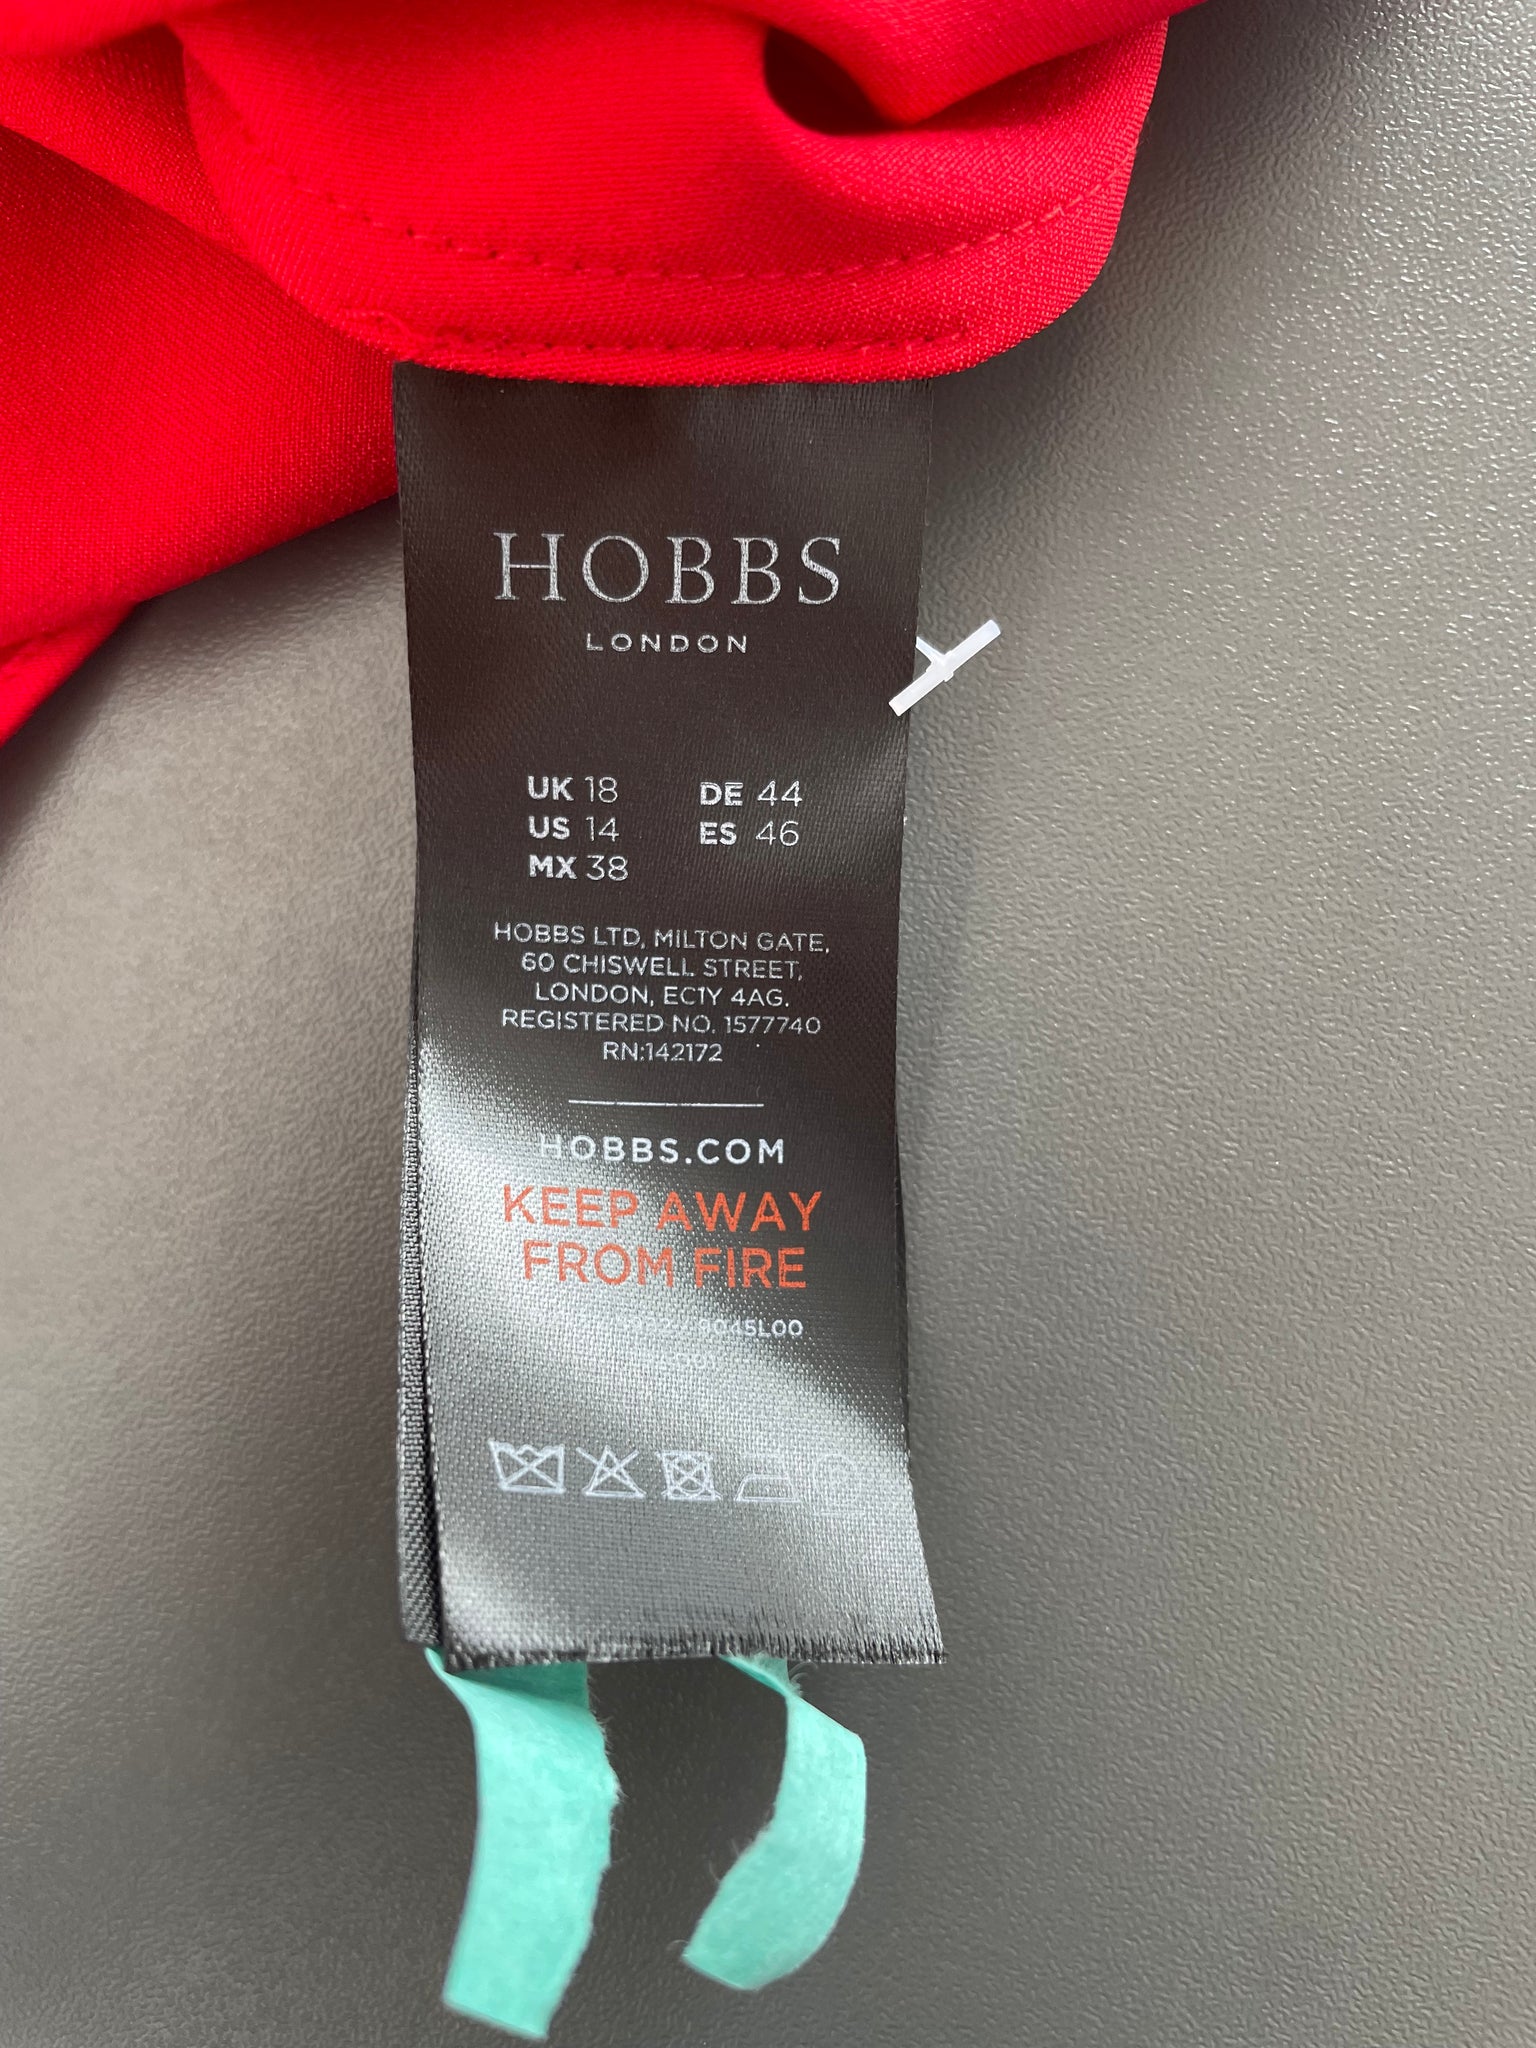 HOBBS
LONDON
UK 18 DE 44
US 14 ES 46
MX 38
HOBBS LTD, MILTON GATE,
60 CHISWELL STREET,
LONDON, EC1Y 4AG.
REGISTERED NO. 1577740
RN:142172
HOBBS.COM
KEEP AWAY
FROM FIRE